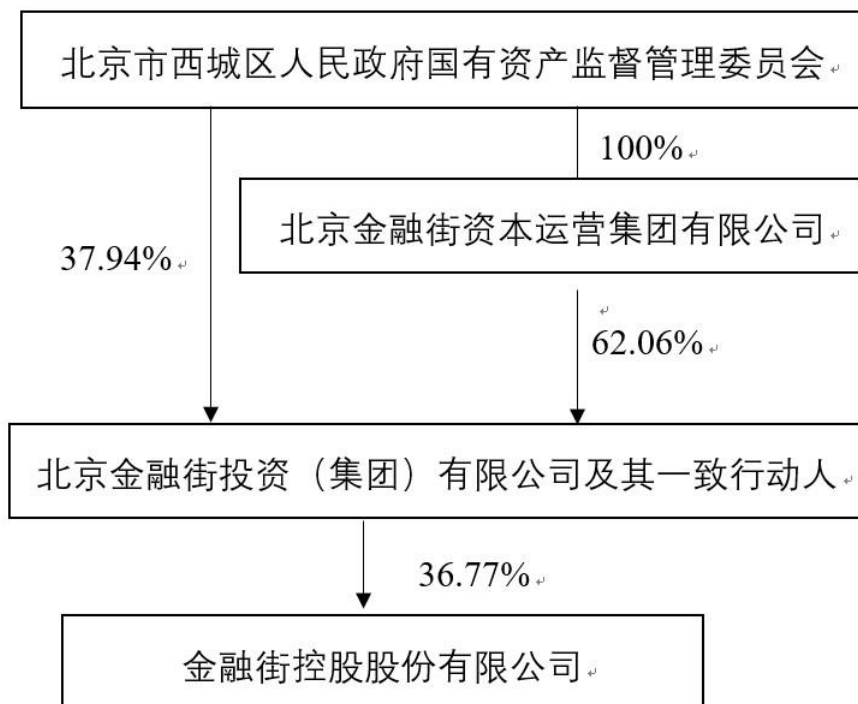 北京市西城区人民政府国有资产监督管理委员会
100%
北京金融街资本运营集团有限公司
37.94%
62.06%
北京金融街投资（集团）有限公司及其一致行动人
36.77%
金融街控股股份有限公司